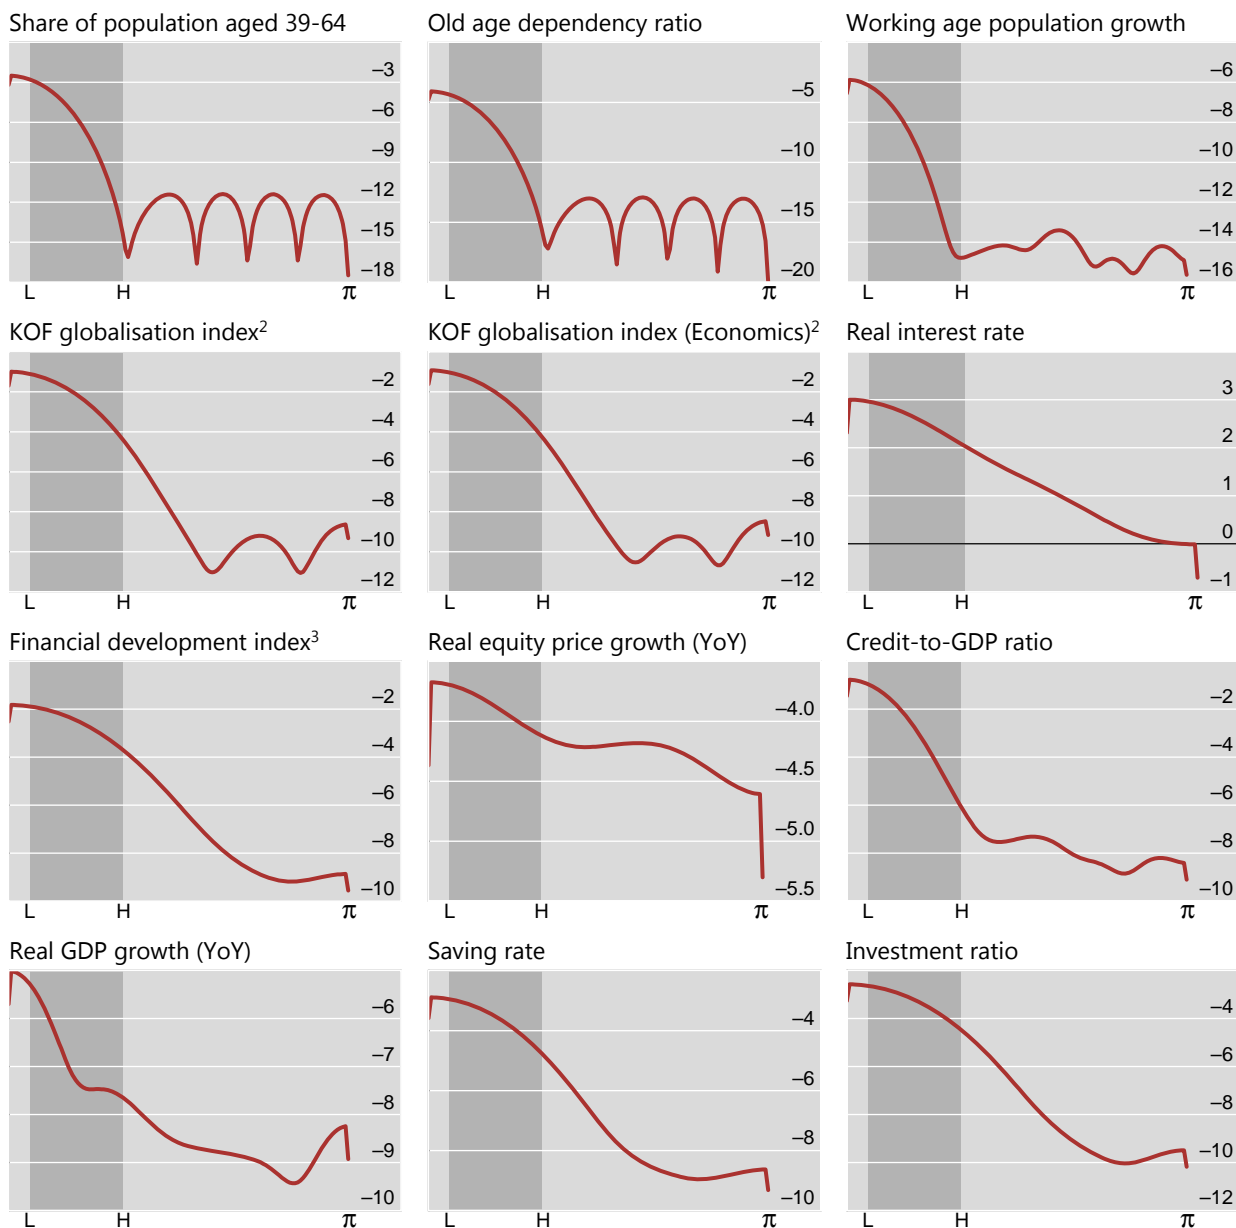 Share of population aged 39-64
Old age dependency ratio
Working age population growth
–3
–6
–9
–12
–15
–18
L H π
–5
–10
–15
–20
L H π
–6
–8
–10
–12
–14
–16
L H π
KOF globalisation index²
KOF globalisation index (Economics)²
Real interest rate
–2
–4
–6
–8
–10
–12
L H π
–2
–4
–6
–8
–10
–12
L H π
3
2
1
0
–1
L H π
Financial development index³
Real equity price growth (YoY)
Credit-to-GDP ratio
–2
–4
–6
–8
–10
L H π
–4.0
–4.5
–5.0
–5.5
L H π
–2
–4
–6
–8
–10
L H π
Real GDP growth (YoY)
Saving rate
Investment ratio
–6
–7
–8
–9
–10
L H π
–4
–6
–8
–10
L H π
–4
–6
–8
–10
–12
L H π